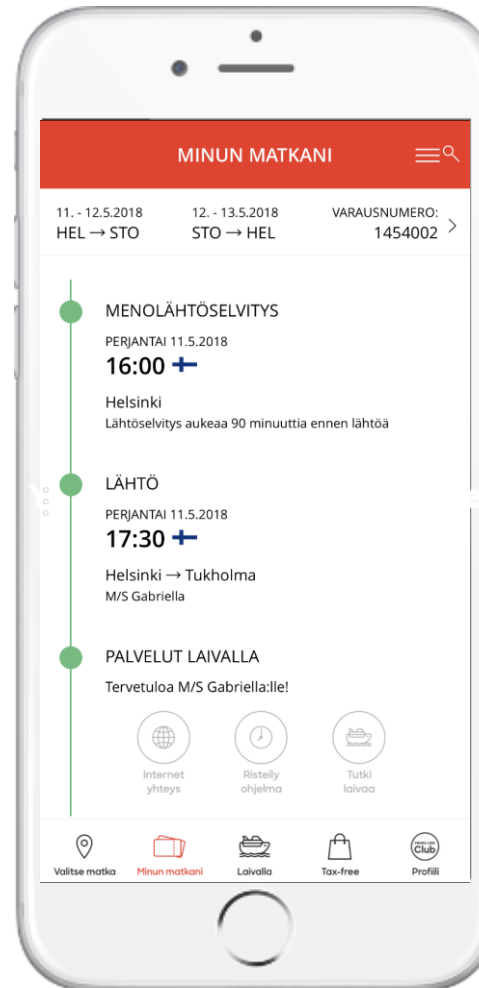 MINUN MATKANI
11. - 12.5.2018 12. - 13.5.2018 VARAUSNUMERO:
HEL → STO STO → HEL 1454002
MENOLÄHTÖSELVITYS
PERJANTAI 11.5.2018
16:00
Helsinki
Lähtöselvitys aukeaa 90 minuuttia ennen lähtöä
LÄHTÖ
PERJANTAI 11.5.2018
17:30
Helsinki → Tukholma
M/S Gabriella
PALVELUT LAIVALLA
Tervetuloa M/S Gabriella:lle!
Internet Risteily Tutki
yhteys ohjelma laivaa
Club
Valitse matka Minun matkani Laivalla Tax-free Profiili